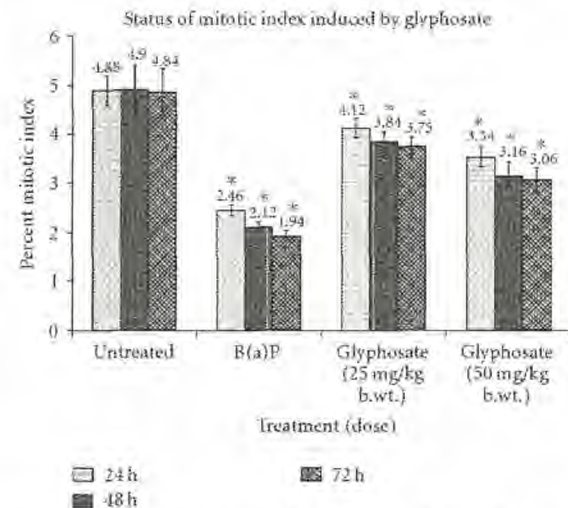 Status of mitotic index induced by glyphosate
Percent mitotic index
6
5
4
3
2
1
0
4.88
4.9
4.84
*
2.46
*
2.12
*
1.94
*
4.12
*
3.84
*
3.75
*
3.54
*
3.16
*
3.06
Untreated
B(a)P
Glyphosate
(25 mg/kg
b.wt.)
Glyphosate
(50 mg/kg
b.wt.)
Treatment (dose)
24 h
72 h
48 h